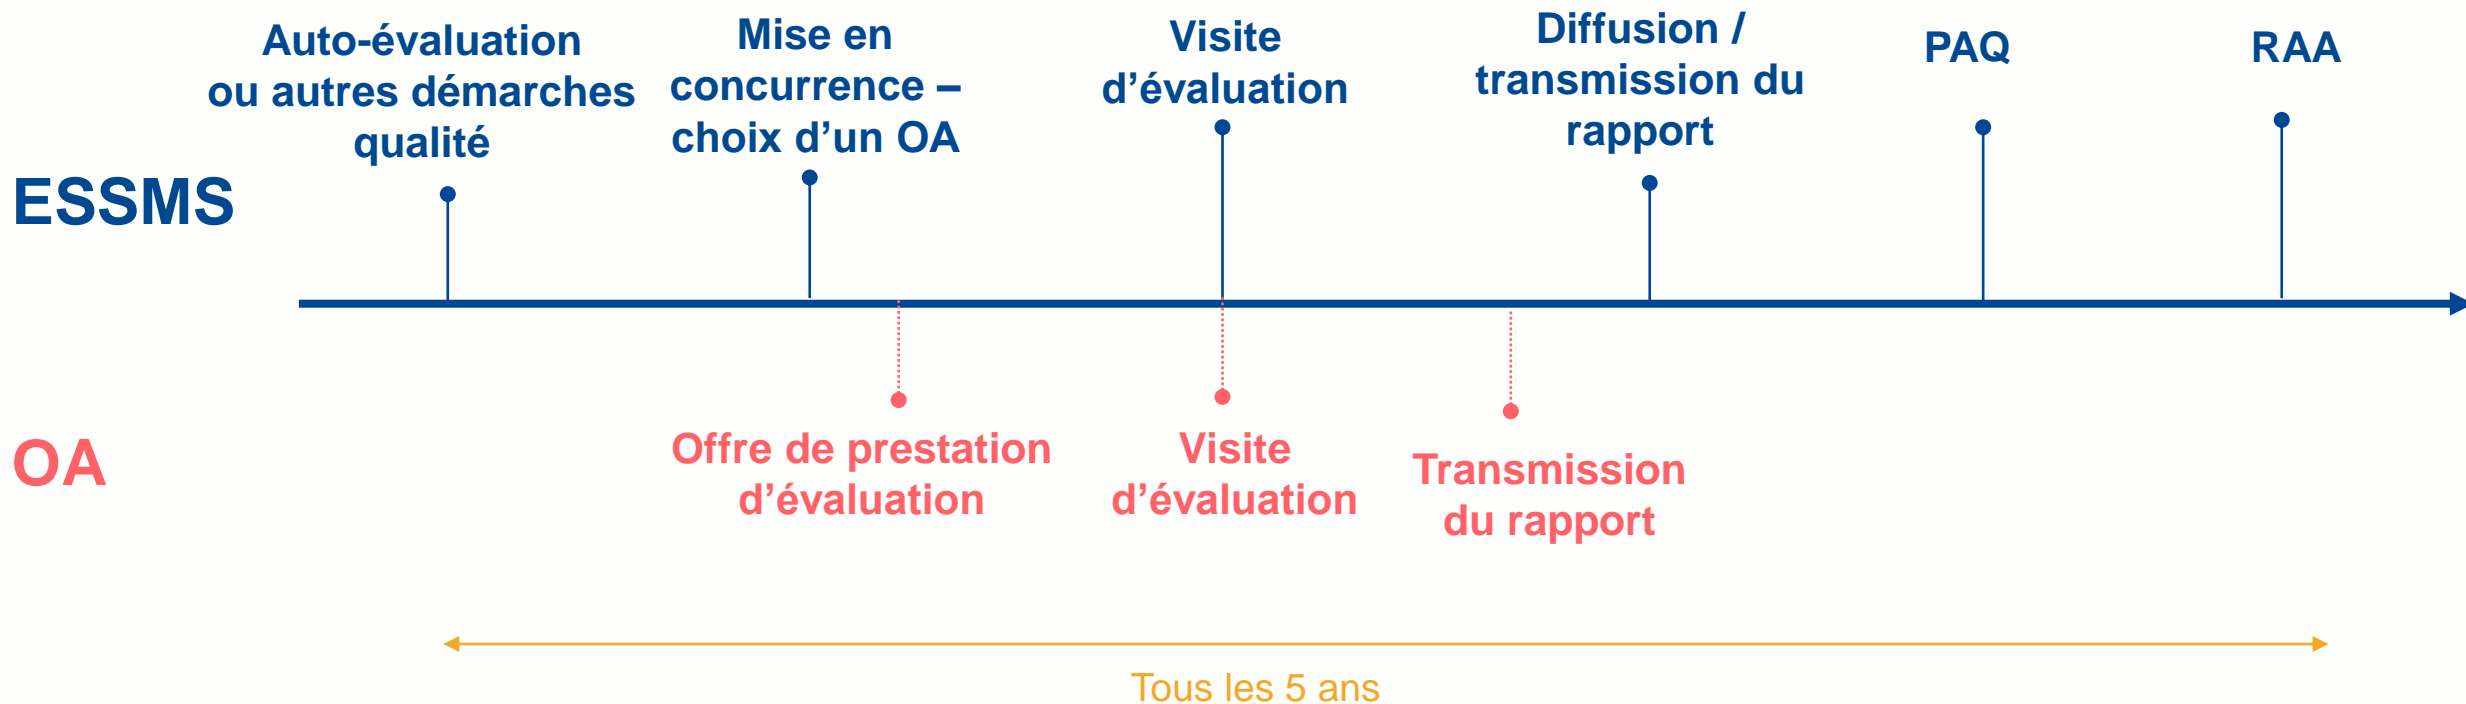 Auto-évaluation
ou autres démarches
qualité
Mise en
concurrence –
choix d’un OA
Visite
d’évaluation
Diffusion /
transmission du
rapport
PAQ
RAA
ESSMS
OA
Offre de prestation
d’évaluation
Visite
d’évaluation
Transmission
du rapport
Tous les 5 ans